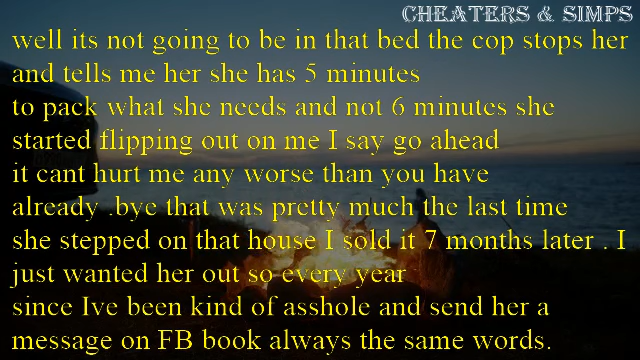 CHEATERS & SIMPS
well its not going to be in that bed the cop stops her
and tells me her she has 5 minutes
to pack what she needs and not 6 minutes she
started flipping out on me I say go ahead
it cant hurt me any worse than you have
already .bye that was pretty much the last time
she stepped on that house I sold it 7 months later . I
just wanted her out so every year
since Ive been kind of asshole and send her a
message on FB book always the same words.